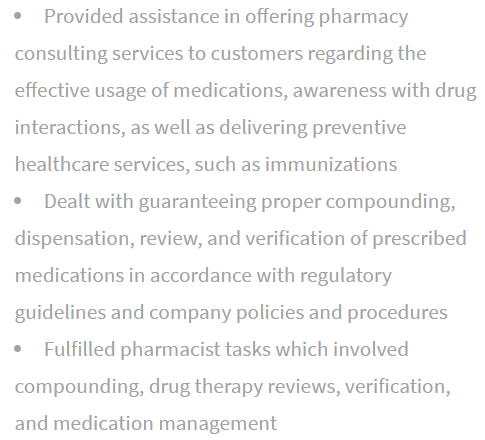 • Provided assistance in offering pharmacy
consulting services to customers regarding the
effective usage of medications, awareness with drug
interactions, as well as delivering preventive
healthcare services, such as immunizations
• Dealt with guaranteeing proper compounding,
dispensation, review, and verification of prescribed
medications in accordance with regulatory
guidelines and company policies and procedures
• Fulfilled pharmacist tasks which involved
compounding, drug therapy reviews, verification,
and medication management